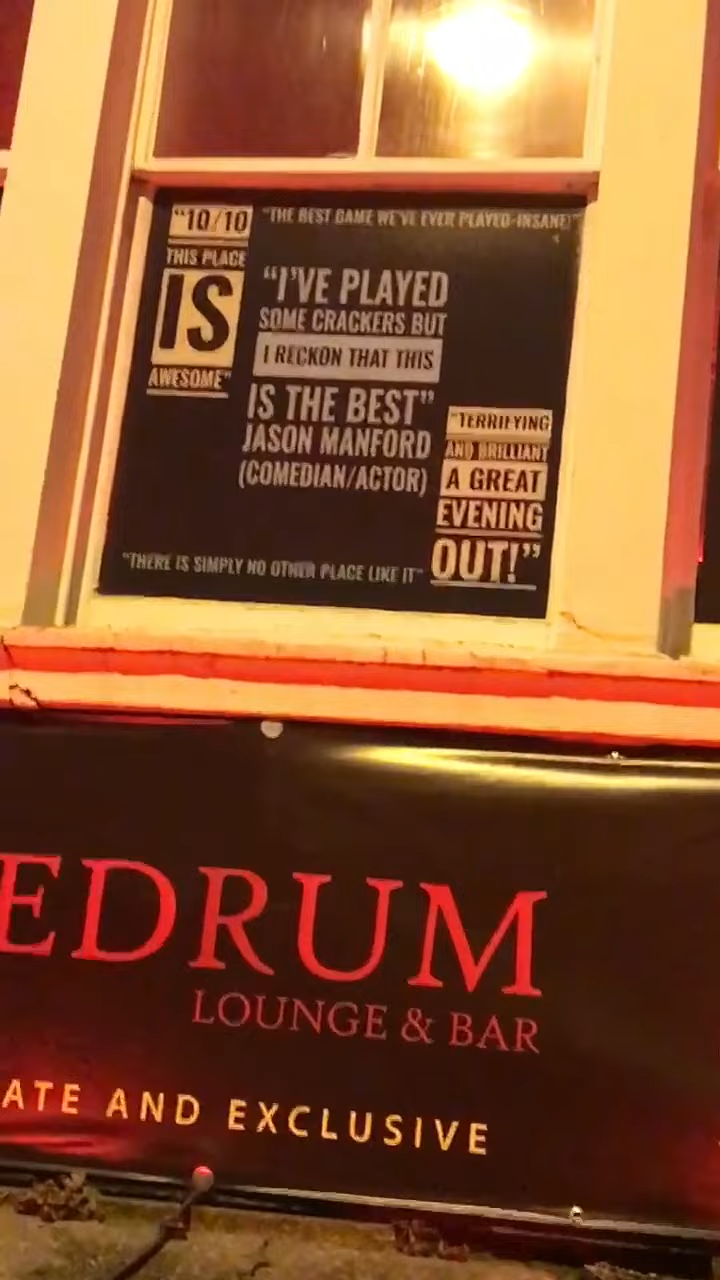 "10/10
THIS PLACE
IS
AWESOME"
"THE BEST GAME WE'VE EVER PLAYED-INSANE!"
"I'VE PLAYED
SOME CRACKERS BUT
I RECKON THAT THIS
IS THE BEST"
JASON MANFORD
(COMEDIAN/ACTOR)
"TERRIFYING
AND BRILLIANT
A GREAT
EVENING
OUT!"
"THERE IS SIMPLY NO OTHER PLACE LIKE IT"
EDRUM
LOUNGE & BAR
ATE AND EXCLUSIVE